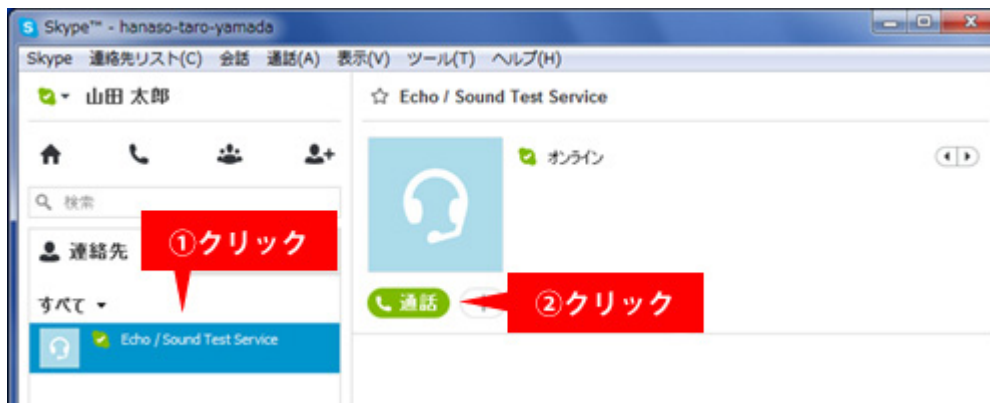 Skype™ - hanaso-taro-yamada
Skype 連絡先リスト(C) 会話 通話(A) 表示(V) ツール(T) ヘルプ(H)
山田 太郎
☆ Echo / Sound Test Service
オンライン
検索
連絡先
①クリック
すべて
通話
②クリック
Echo / Sound Test Service